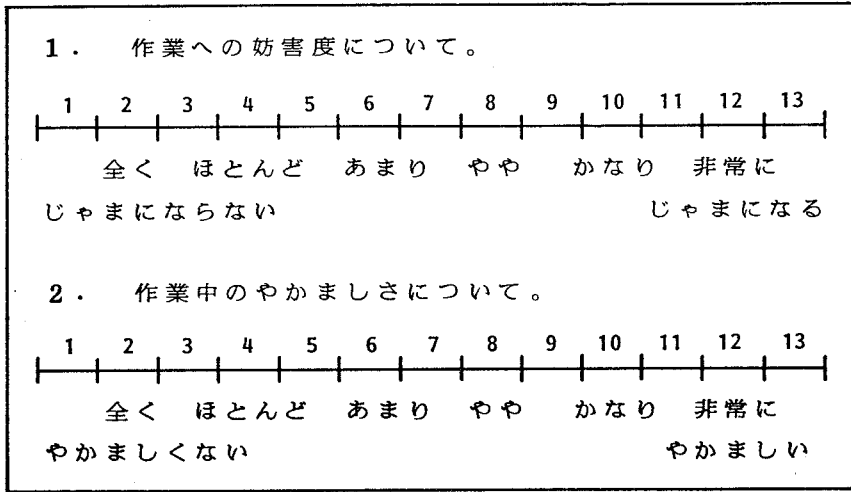 1. 作業への妨害度について。
1 2 3 4 5 6 7 8 9 10 11 12 13
全く ほとんど あまり やや かなり 非常に
じゃまにならない じゃまになる
2. 作業中のやかましさについて。
1 2 3 4 5 6 7 8 9 10 11 12 13
全く ほとんど あまり やや かなり 非常に
やかましくない やかましい